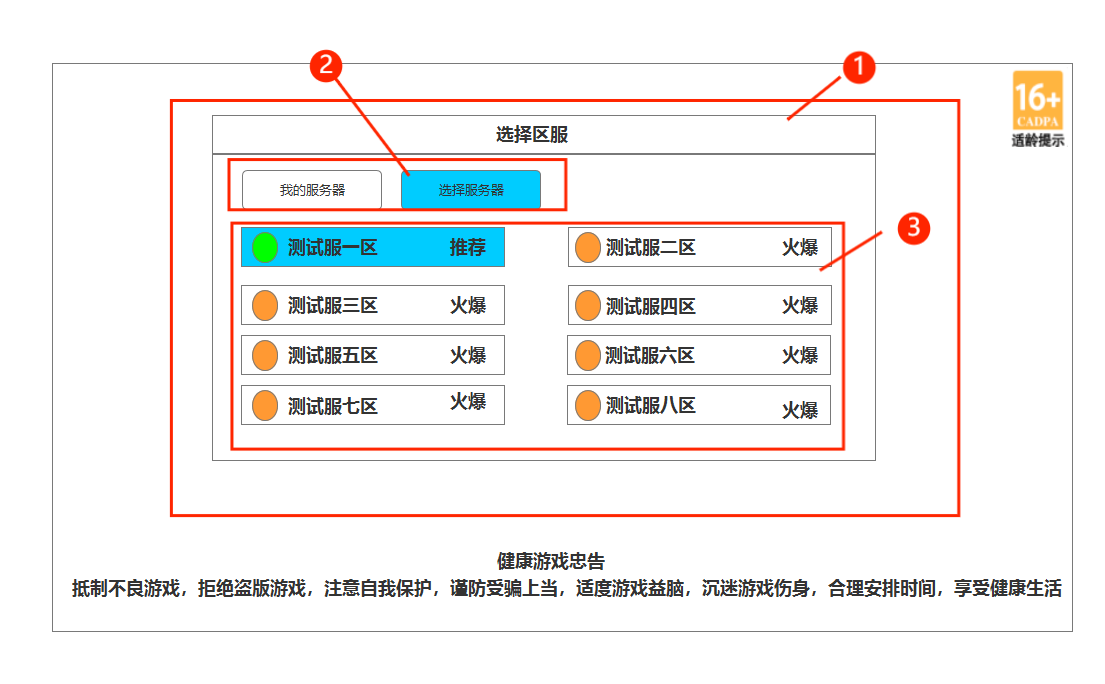 2
1
16+
CADPA
适龄提示
选择区服
我的服务器 选择服务器
3
测试服一区 推荐 测试服二区 火爆
测试服三区 火爆 测试服四区 火爆
测试服五区 火爆 测试服六区 火爆
测试服七区 火爆 测试服八区 火爆
健康游戏忠告
抵制不良游戏，拒绝盗版游戏，注意自我保护，谨防受骗上当，适度游戏益脑，沉迷游戏伤身，合理安排时间，享受健康生活